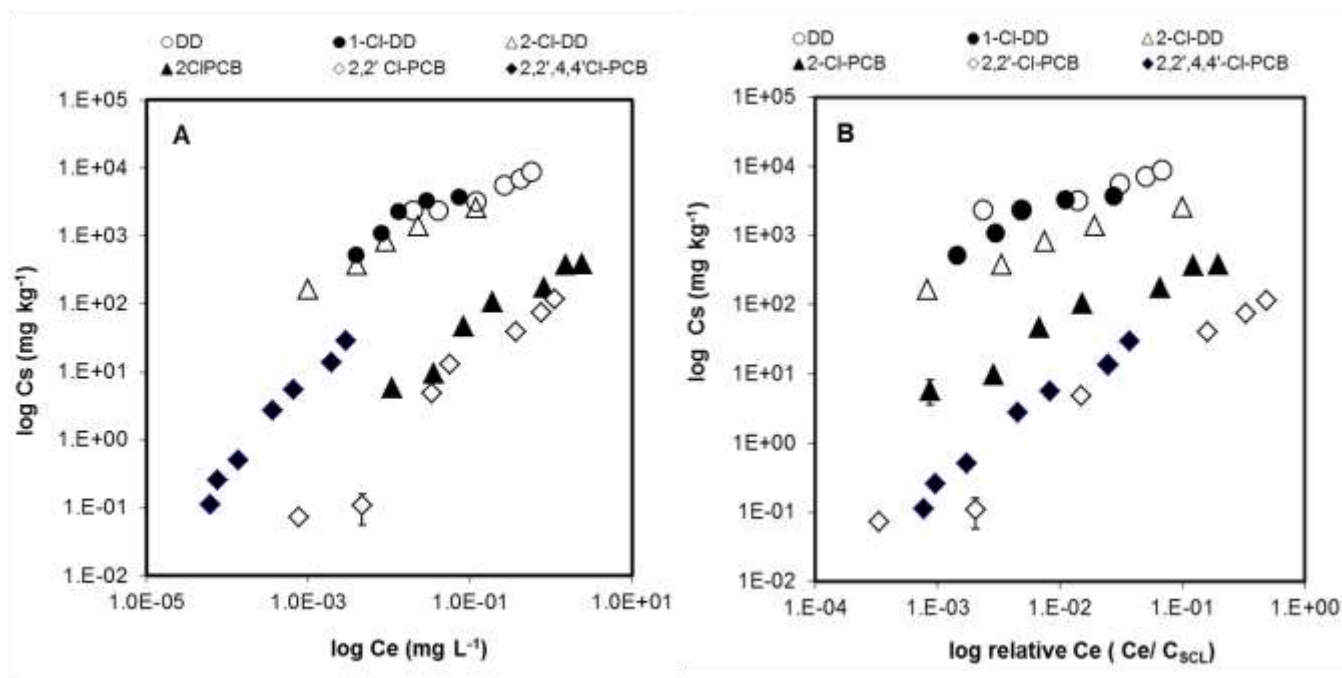 DD 1-Cl-DD 2-Cl-DD
2ClPCB 2,2' Cl-PCB 2,2',4,4'Cl-PCB
A
1.E+05
1.E+04
1.E+03
1.E+02
1.E+01
1.E+00
1.E-01
1.E-02
log Cs (mg kg⁻¹)
1.0E-05 1.0E-03 1.0E-01 1.0E+01
log Ce (mg L⁻¹)
DD 1-Cl-DD 2-Cl-DD
2-Cl-PCB 2,2'-Cl-PCB 2,2',4,4'-Cl-PCB
B
1E+05
1E+04
1E+03
1E+02
1E+01
1E+00
1E-01
1E-02
log Cs (mg kg⁻¹)
1.E-04 1.E-03 1.E-02 1.E-01 1.E+00
log relative Ce ( Ce/ C_SCL)